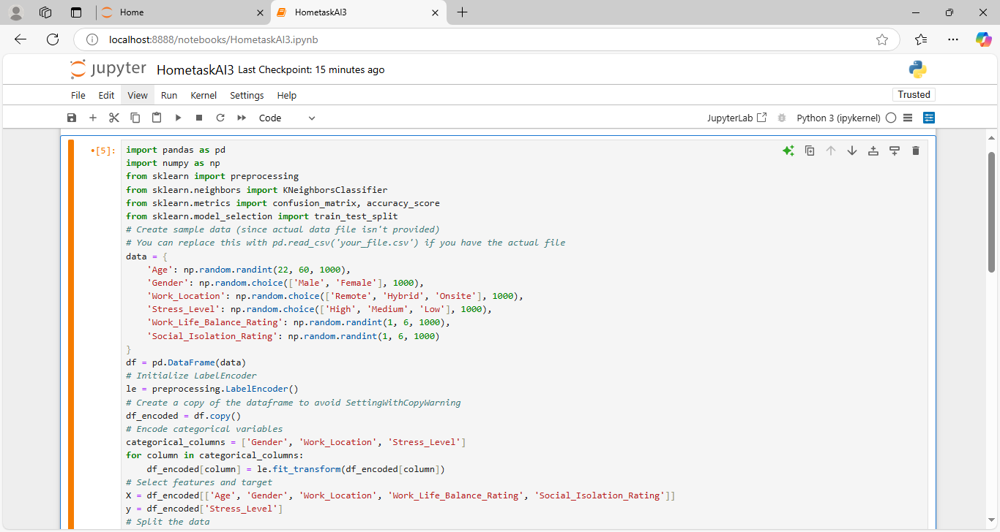 Home
HometaskAI3
localhost:8888/notebooks/HometaskAI3.ipynb
jupyter HometaskAI3 Last Checkpoint: 15 minutes ago
File Edit View Run Kernel Settings Help
Trusted
Code
JupyterLab Python 3 (ipykernel)
•[5]:
import pandas as pd
import numpy as np
from sklearn import preprocessing
from sklearn.neighbors import KNeighborsClassifier
from sklearn.metrics import confusion_matrix, accuracy_score
from sklearn.model_selection import train_test_split
# Create sample data (since actual data file isn't provided)
# You can replace this with pd.read_csv('your_file.csv') if you have the actual file
data = {
    'Age': np.random.randint(22, 60, 1000),
    'Gender': np.random.choice(['Male', 'Female'], 1000),
    'Work_Location': np.random.choice(['Remote', 'Hybrid', 'Onsite'], 1000),
    'Stress_Level': np.random.choice(['High', 'Medium', 'Low'], 1000),
    'Work_Life_Balance_Rating': np.random.randint(1, 6, 1000),
    'Social_Isolation_Rating': np.random.randint(1, 6, 1000)
}
df = pd.DataFrame(data)
# Initialize LabelEncoder
le = preprocessing.LabelEncoder()
# Create a copy of the dataframe to avoid SettingWithCopyWarning
df_encoded = df.copy()
# Encode categorical variables
categorical_columns = ['Gender', 'Work_Location', 'Stress_Level']
for column in categorical_columns:
    df_encoded[column] = le.fit_transform(df_encoded[column])
# Select features and target
X = df_encoded[['Age', 'Gender', 'Work_Location', 'Work_Life_Balance_Rating', 'Social_Isolation_Rating']]
y = df_encoded['Stress_Level']
# Split the data